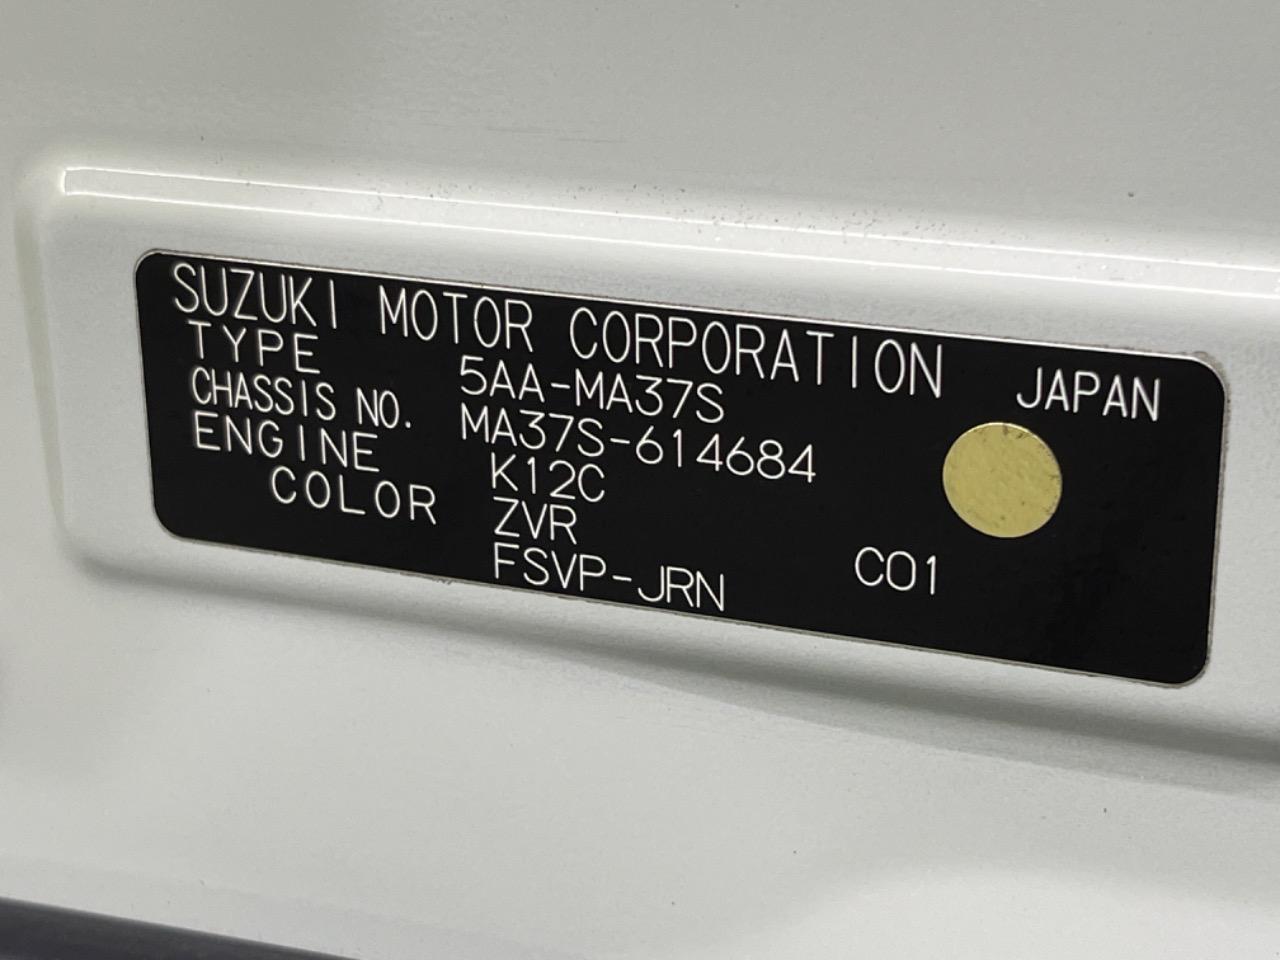 SUZUKI MOTOR CORPORATION JAPAN
TYPE 5AA-MA37S
CHASSIS NO. MA37S-614684
ENGINE K12C
COLOR ZVR
FSVP-JRN C01